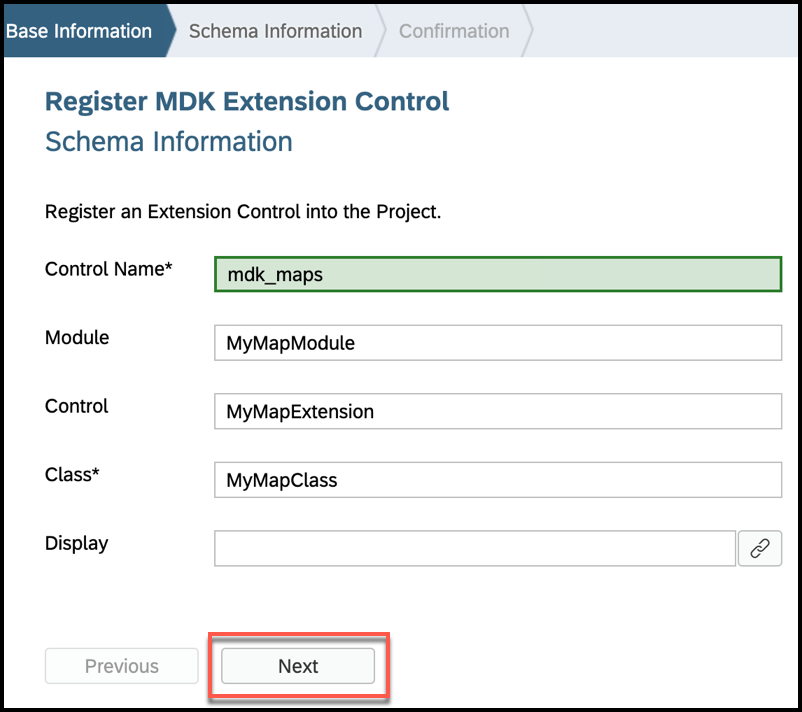 Base Information Schema Information Confirmation
Register MDK Extension Control
Schema Information
Register an Extension Control into the Project.
Control Name* mdk_maps
Module MyMapModule
Control MyMapExtension
Class* MyMapClass
Display
Previous Next